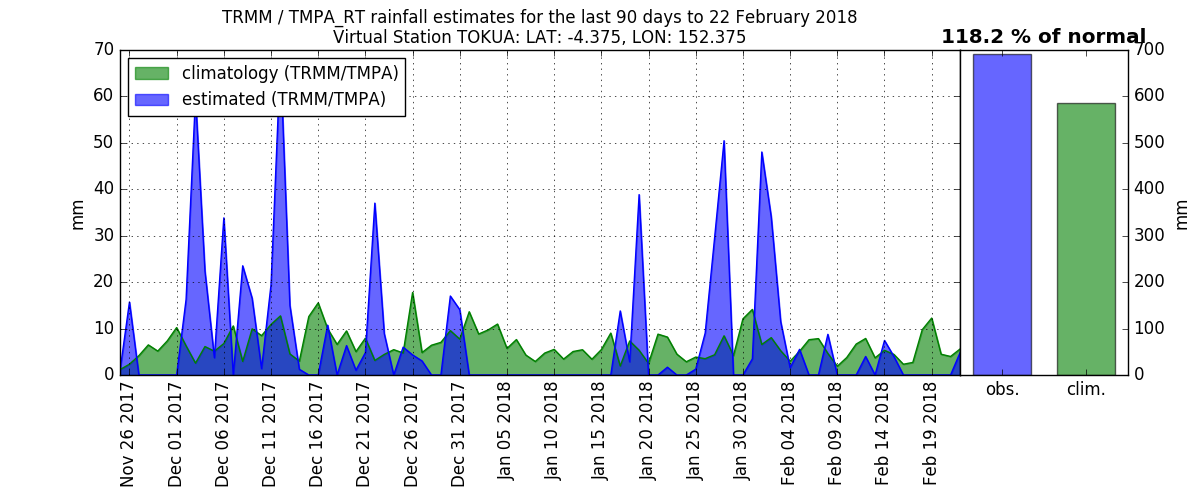 TRMM / TMPA_RT rainfall estimates for the last 90 days to 22 February 2018
Virtual Station TOKUA: LAT: -4.375, LON: 152.375
118.2 % of normal
climatology (TRMM/TMPA)
estimated (TRMM/TMPA)
70
60
50
40
30
20
10
0
mm
Nov 26 2017
Dec 01 2017
Dec 06 2017
Dec 11 2017
Dec 16 2017
Dec 21 2017
Dec 26 2017
Dec 31 2017
Jan 05 2018
Jan 10 2018
Jan 15 2018
Jan 20 2018
Jan 25 2018
Jan 30 2018
Feb 04 2018
Feb 09 2018
Feb 14 2018
Feb 19 2018
obs.
clim.
700
600
500
400
300
200
100
0
mm